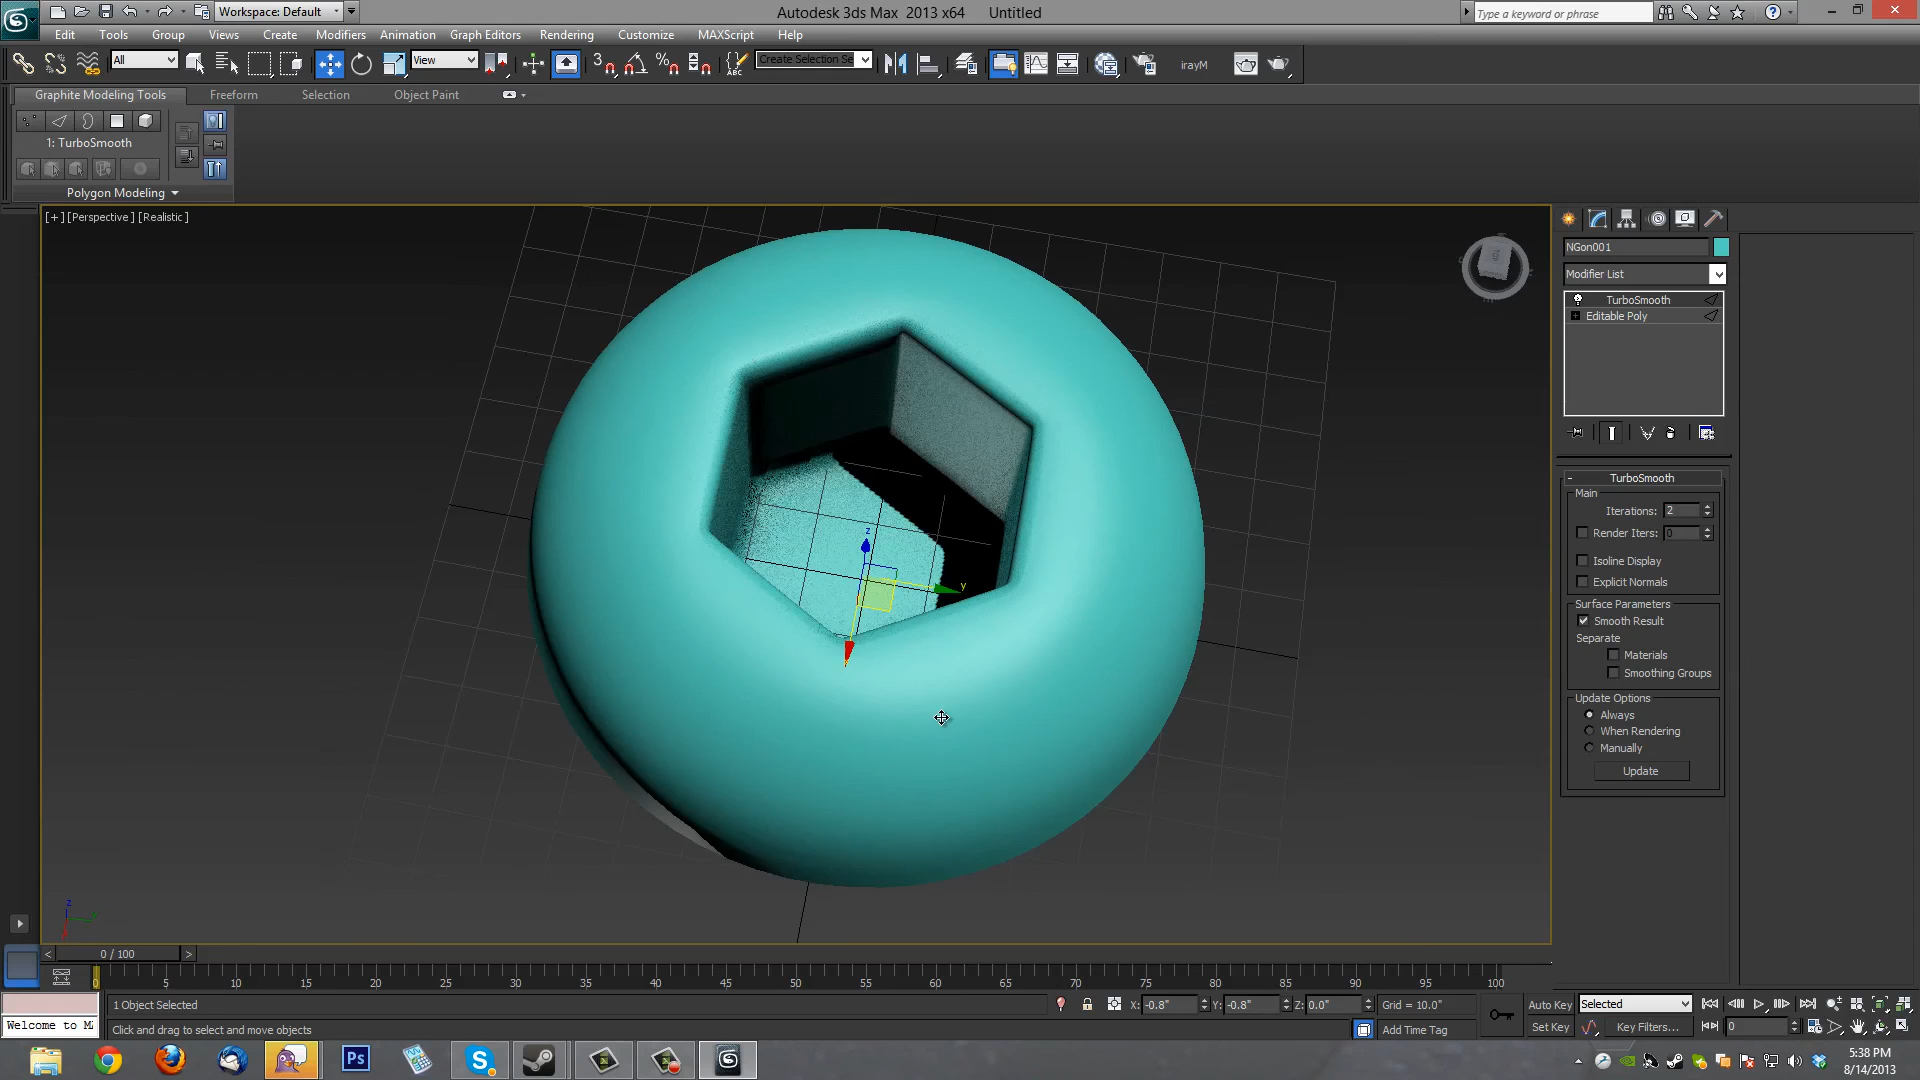 Workspace: Default
Autodesk 3ds Max 2013 x64 Untitled
Type a keyword or phrase
Edit Tools Group Views Create Modifiers Animation Graph Editors Rendering Customize MAXScript Help
All
View
3
ABC
Create Selection Se
irayM
Graphite Modeling Tools Freeform Selection Object Paint
1: TurboSmooth
Polygon Modeling
[+] [Perspective] [Realistic]
z
y
z
NGon001
Modifier List
TurboSmooth
Editable Poly
- TurboSmooth
Main
Iterations: 2
Render Iters: 0
Isoline Display
Explicit Normals
Surface Parameters
Smooth Result
Separate
Materials
Smoothing Groups
Update Options
Always
When Rendering
Manually
Update
< 0 / 100 >
0 5 10 15 20 25 30 35 40 45 50 55 60 65 70 75 80 85 90 95 100
1 Object Selected
X: -0.8" Y: -0.8" Z: 0.0" Grid = 10.0"
Auto Key Selected
Welcome to M
Click and drag to select and move objects
Add Time Tag
Set Key Key Filters... 0
Ps
5:38 PM
8/14/2013